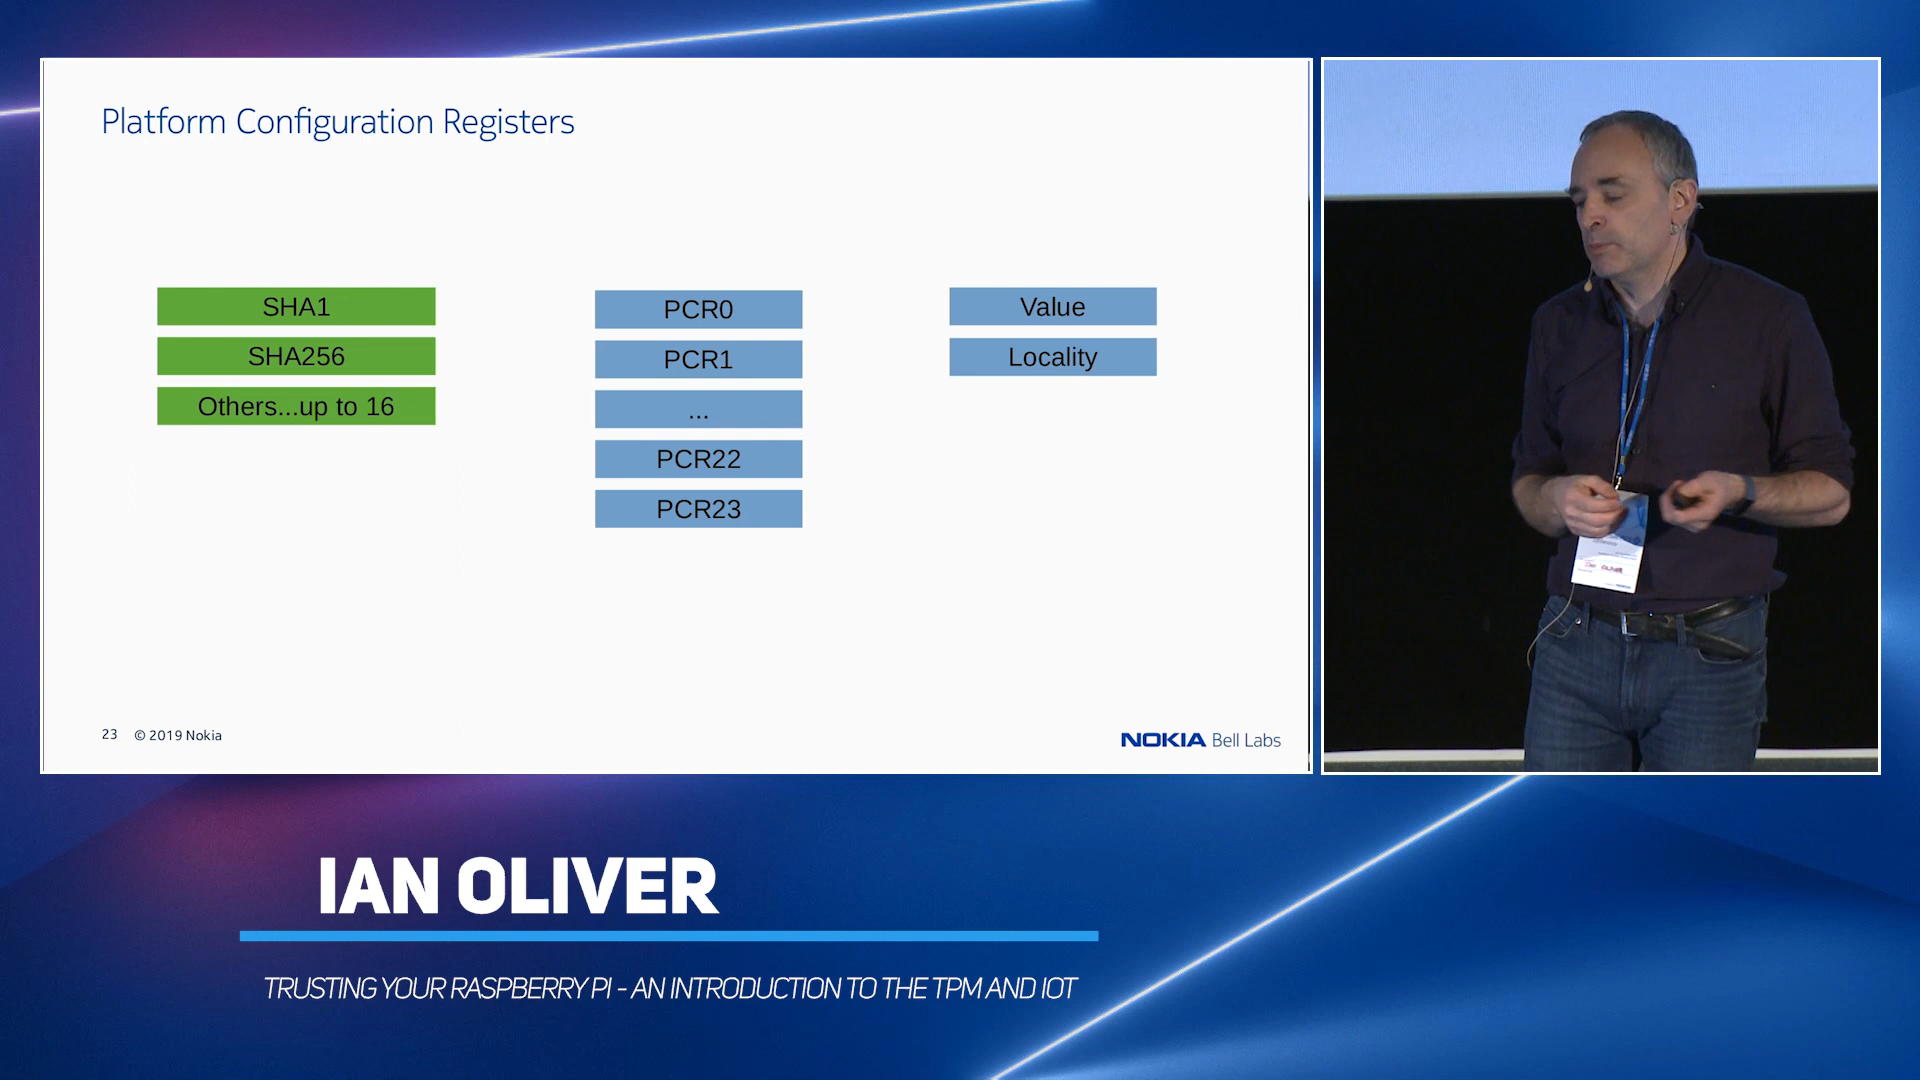 Platform Configuration Registers
SHA1
SHA256
Others...up to 16
PCR0
PCR1
...
PCR22
PCR23
Value
Locality
23 © 2019 Nokia
NOKIA Bell Labs
IAN OLIVER
TRUSTING YOUR RASPBERRY PI - AN INTRODUCTION TO THE TPM AND IOT